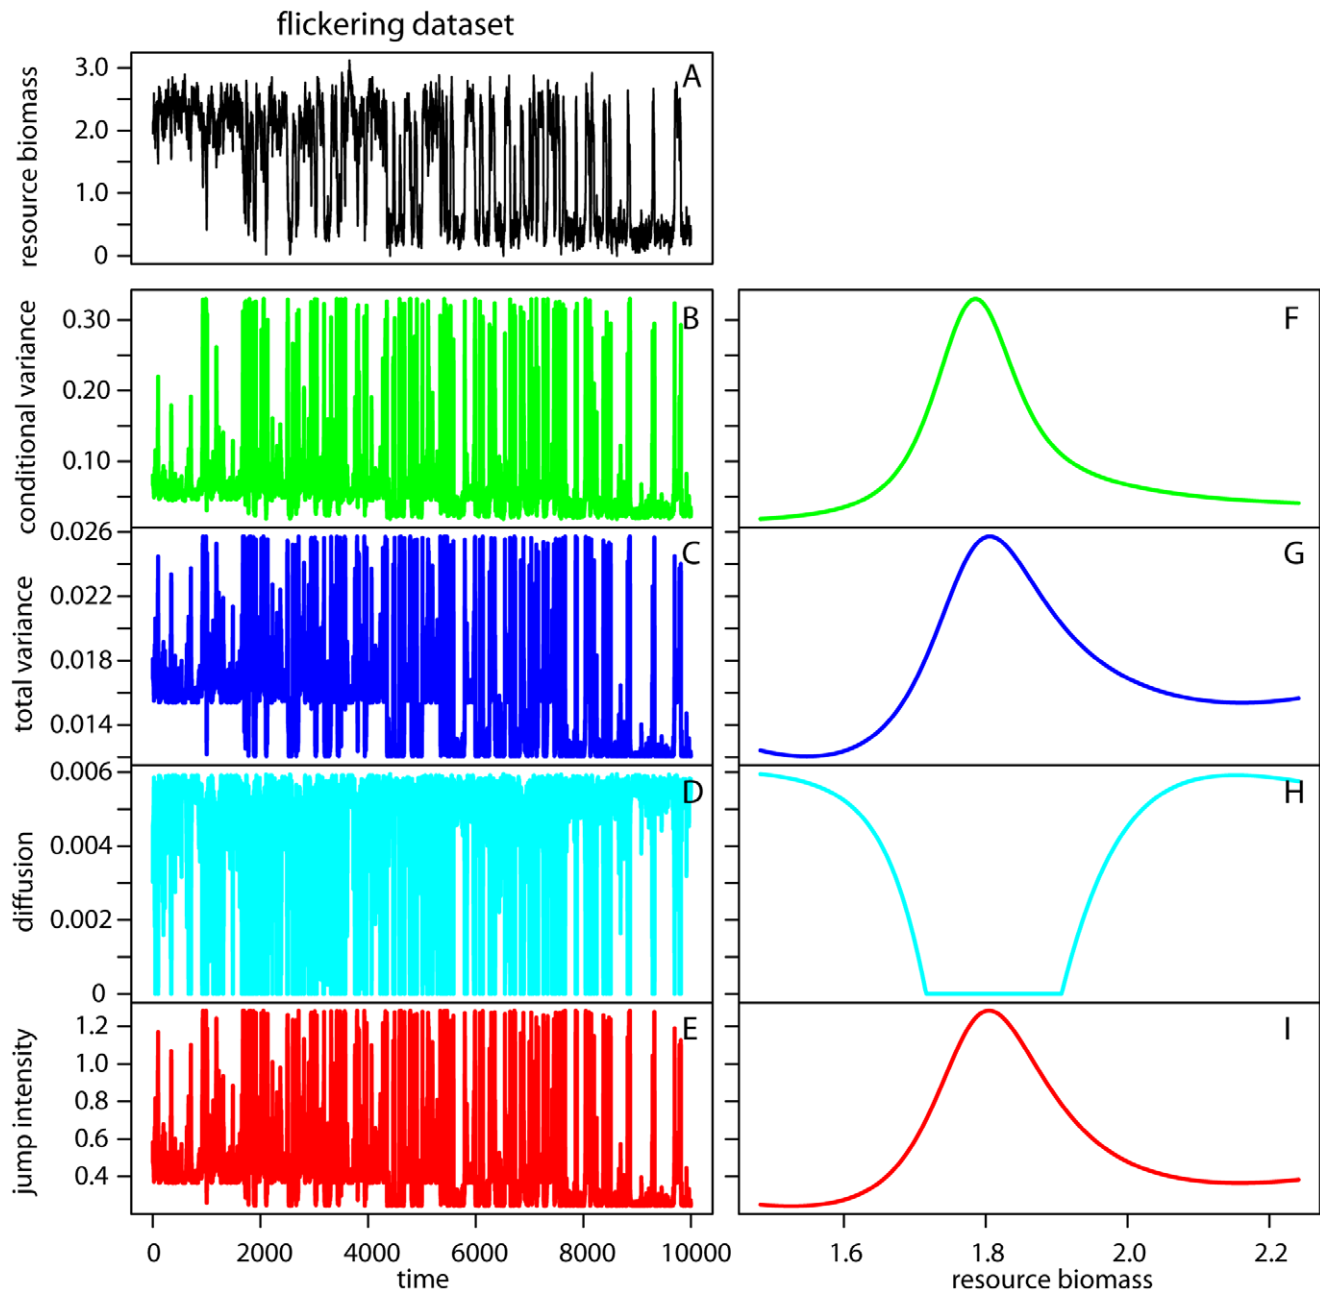 flickering dataset
resource biomass
3.0
2.0
1.0
0
A
conditional variance
0.30
0.20
0.10
B
F
total variance
0.026
0.022
0.018
0.014
C
G
diffusion
0.006
0.004
0.002
0
D
H
jump intensity
1.2
1.0
0.8
0.6
0.4
E
I
0 2000 4000 6000 8000 10000
time
1.6 1.8 2.0 2.2
resource biomass